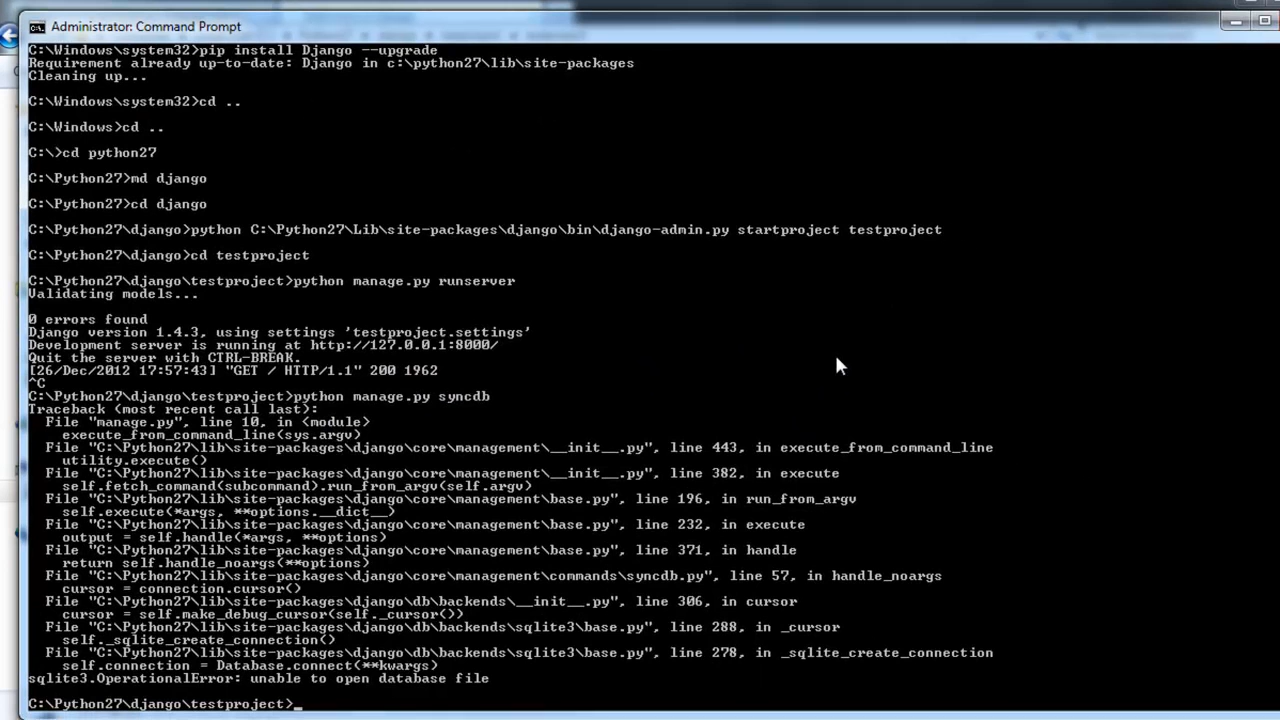 Administrator: Command Prompt
C:\Windows\system32>pip install Django --upgrade
Requirement already up-to-date: Django in c:\python27\lib\site-packages
Cleaning up...
C:\Windows\system32>cd ..
C:\Windows>cd ..
C:\>cd python27
C:\Python27>md django
C:\Python27>cd django
C:\Python27\django>python C:\Python27\Lib\site-packages\django\bin\django-admin.py startproject testproject
C:\Python27\django>cd testproject
C:\Python27\django\testproject>python manage.py runserver
Validating models...
0 errors found
Django version 1.4.3, using settings 'testproject.settings'
Development server is running at http://127.0.0.1:8000/
Quit the server with CTRL-BREAK.
[26/Dec/2012 17:57:43] "GET / HTTP/1.1" 200 1962
^C
C:\Python27\django\testproject>python manage.py syncdb
Traceback (most recent call last):
  File "manage.py", line 10, in <module>
    execute_from_command_line(sys.argv)
  File "C:\Python27\lib\site-packages\django\core\management\__init__.py", line 443, in execute_from_command_line
    utility.execute()
  File "C:\Python27\lib\site-packages\django\core\management\__init__.py", line 382, in execute
    self.fetch_command(subcommand).run_from_argv(self.argv)
  File "C:\Python27\lib\site-packages\django\core\management\base.py", line 196, in run_from_argv
    self.execute(*args, **options.__dict__)
  File "C:\Python27\lib\site-packages\django\core\management\base.py", line 232, in execute
    output = self.handle(*args, **options)
  File "C:\Python27\lib\site-packages\django\core\management\base.py", line 371, in handle
    return self.handle_noargs(**options)
  File "C:\Python27\lib\site-packages\django\core\management\commands\syncdb.py", line 57, in handle_noargs
    cursor = connection.cursor()
  File "C:\Python27\lib\site-packages\django\db\backends\__init__.py", line 306, in cursor
    cursor = self.make_debug_cursor(self._cursor())
  File "C:\Python27\lib\site-packages\django\db\backends\sqlite3\base.py", line 288, in _cursor
    self._sqlite_create_connection()
  File "C:\Python27\lib\site-packages\django\db\backends\sqlite3\base.py", line 278, in _sqlite_create_connection
    self.connection = Database.connect(**kwargs)
sqlite3.OperationalError: unable to open database file
C:\Python27\django\testproject>_